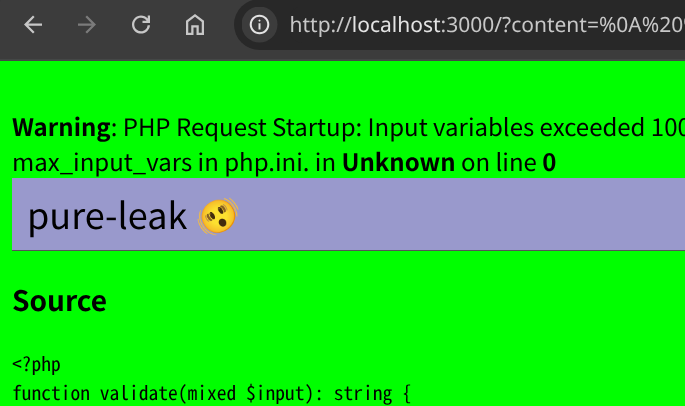 http://localhost:3000/?content=%0A%20
Warning: PHP Request Startup: Input variables exceeded 100
max_input_vars in php.ini. in Unknown on line 0
pure-leak 🫨
Source
<?php
function validate(mixed $input): string {